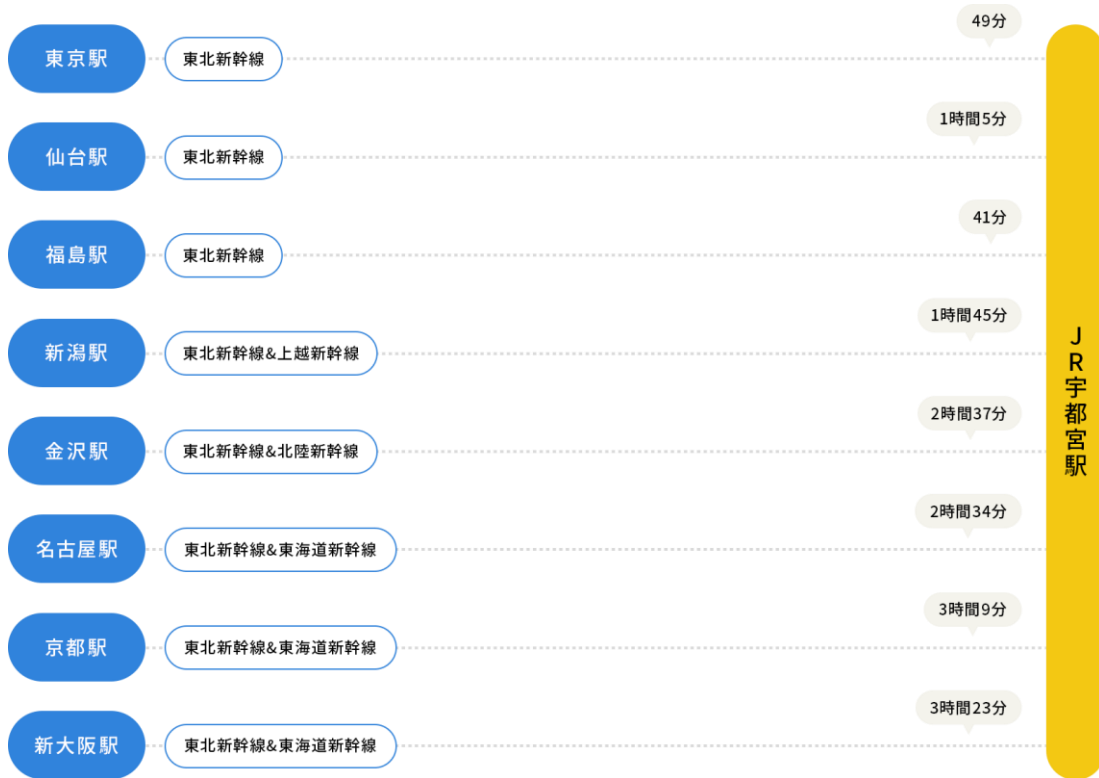 49分
東京駅
東北新幹線
1時間5分
仙台駅
東北新幹線
41分
福島駅
東北新幹線
1時間45分
新潟駅
東北新幹線&上越新幹線
2時間37分
金沢駅
東北新幹線&北陸新幹線
2時間34分
名古屋駅
東北新幹線&東海道新幹線
3時間9分
京都駅
東北新幹線&東海道新幹線
3時間23分
新大阪駅
東北新幹線&東海道新幹線
JR宇都宮駅